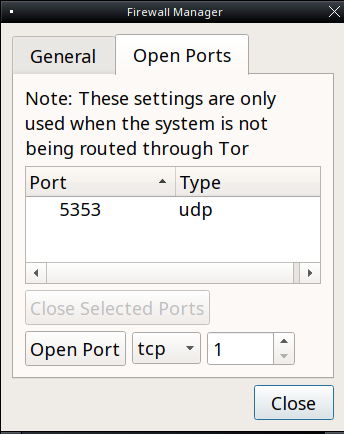 Firewall Manager
General
Open Ports
Note: These settings are only
used when the system is not
being routed through Tor
Port Type
5353 udp
Close Selected Ports
Open Port tcp 1
Close